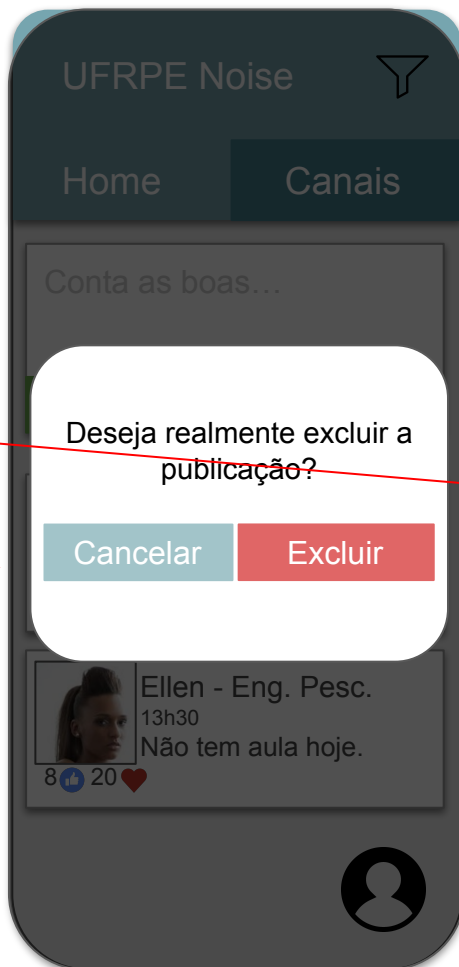 UFRPE Noise
Home
Canais
Conta as boas...
Deseja realmente excluir a
publicação?
Cancelar
Excluir
Ellen - Eng. Pesc.
13h30
Não tem aula hoje.
8 20